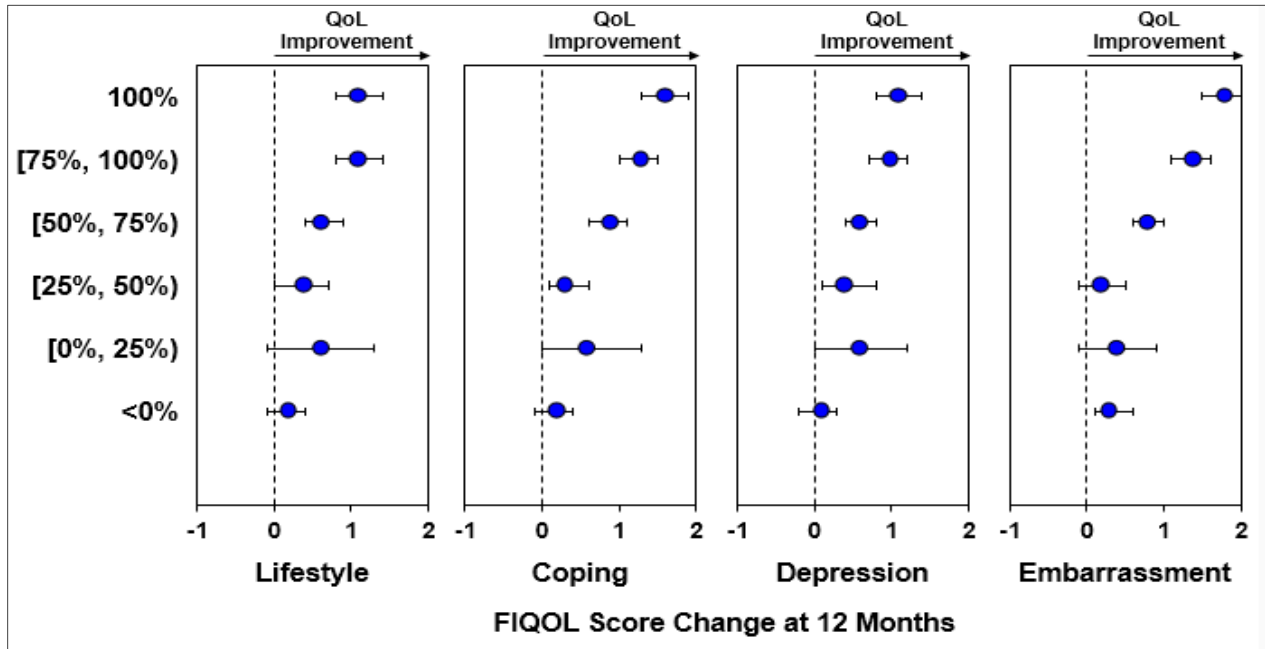 QoL
Improvement
QoL
Improvement
QoL
Improvement
QoL
Improvement
100%
[75%, 100%)
[50%, 75%)
[25%, 50%)
[0%, 25%)
<0%
-1 0 1 2
-1 0 1 2
-1 0 1 2
-1 0 1 2
Lifestyle
Coping
Depression
Embarrassment
FIQOL Score Change at 12 Months